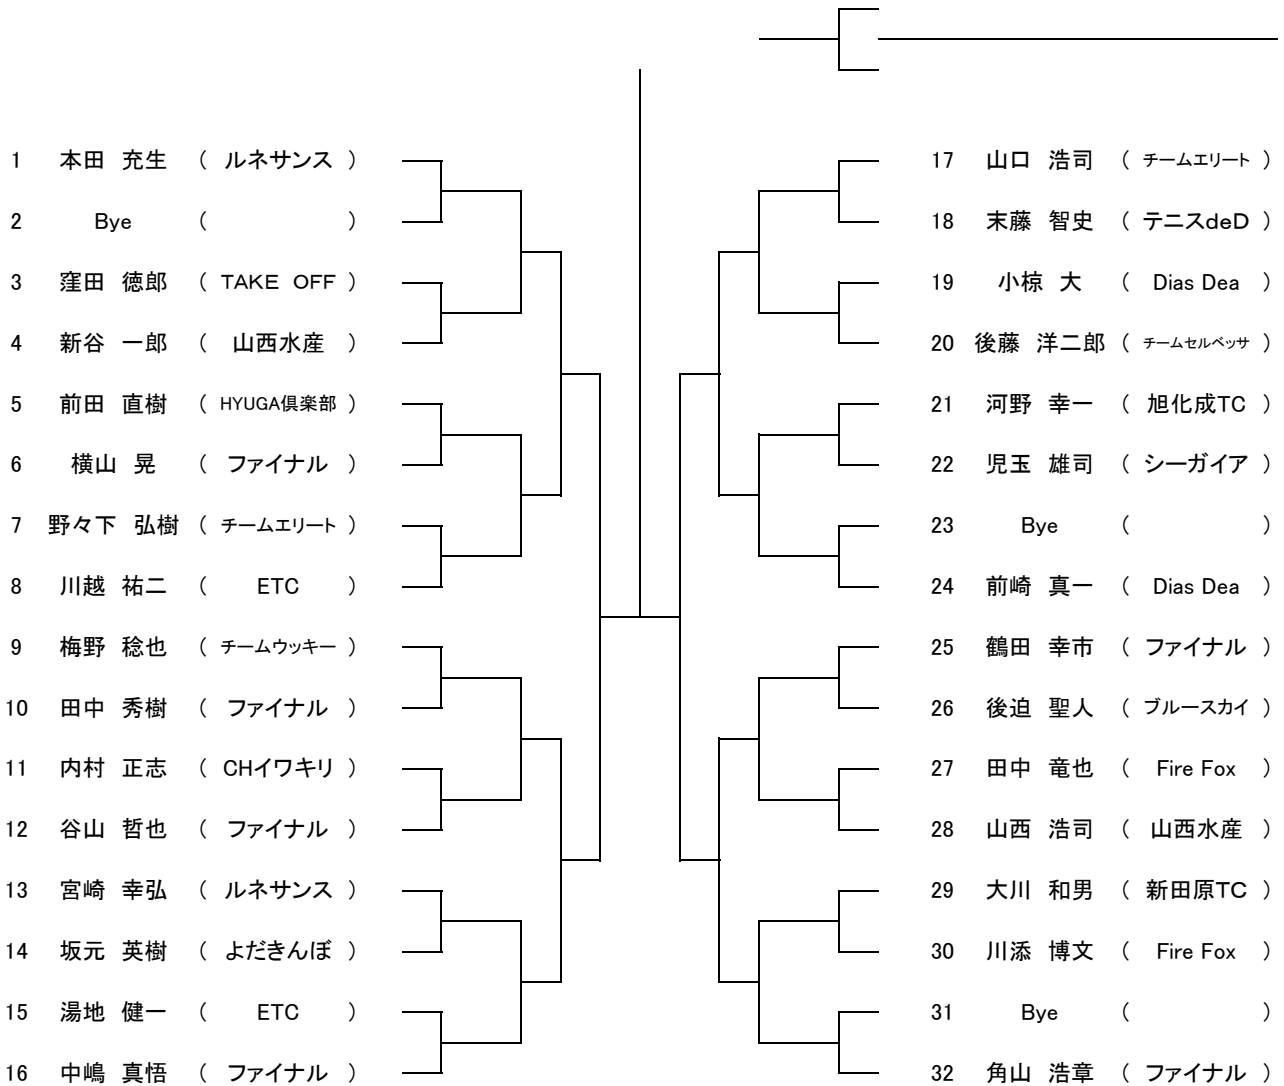 1 本田 充生 ( ルネサンス )
2 Bye ( )
3 窪田 徳郎 ( TAKE OFF )
4 新谷 一郎 ( 山西水産 )
5 前田 直樹 ( HYUGA倶楽部 )
6 横山 晃 ( ファイナル )
7 野々下 弘樹 ( チームエリート )
8 川越 祐二 ( ETC )
9 梅野 稔也 ( チームウッキー )
10 田中 秀樹 ( ファイナル )
11 内村 正志 ( CHイワキリ )
12 谷山 哲也 ( ファイナル )
13 宮崎 幸弘 ( ルネサンス )
14 坂元 英樹 ( よだきんぼ )
15 湯地 健一 ( ETC )
16 中嶋 真悟 ( ファイナル )
17 山口 浩司 ( チームエリート )
18 末藤 智史 ( テニスdeD )
19 小椋 大 ( Dias Dea )
20 後藤 洋二郎 ( チームセルベッサ )
21 河野 幸一 ( 旭化成TC )
22 児玉 雄司 ( シーガイア )
23 Bye ( )
24 前崎 真一 ( Dias Dea )
25 鶴田 幸市 ( ファイナル )
26 後迫 聖人 ( ブルースカイ )
27 田中 竜也 ( Fire Fox )
28 山西 浩司 ( 山西水産 )
29 大川 和男 ( 新田原TC )
30 川添 博文 ( Fire Fox )
31 Bye ( )
32 角山 浩章 ( ファイナル )